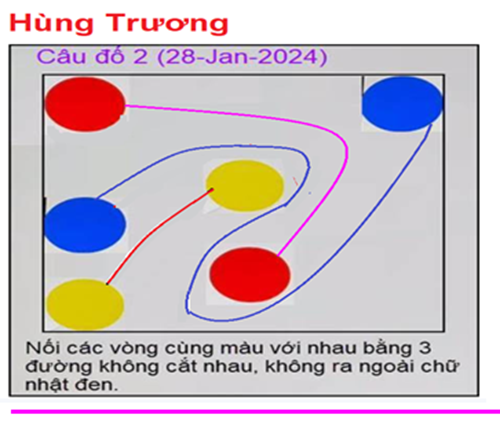 Hùng Trương
Câu đố 2 (28-Jan-2024)
Nối các vòng cùng màu với nhau bằng 3
đường không cắt nhau, không ra ngoài chữ
nhật đen.